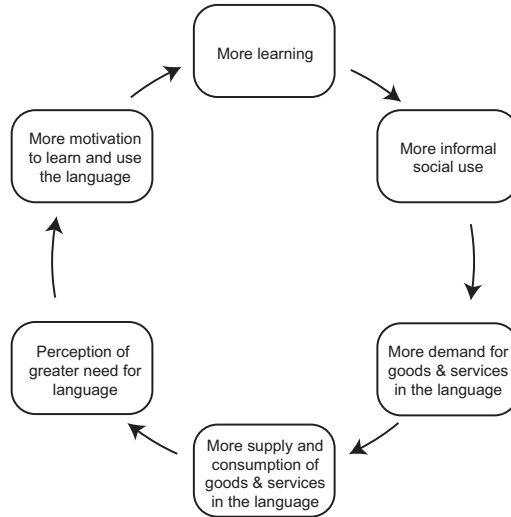 More learning
More informal
social use
More demand for
goods & services
in the language
More supply and
consumption of
goods & services
in the language
Perception of
greater need for
language
More motivation
to learn and use
the language